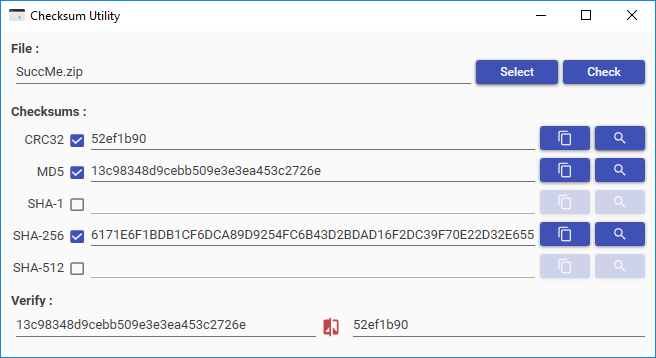 Checksum Utility
File :
SuccMe.zip Select Check
Checksums :
CRC32 52ef1b90
MD5 13c98348d9cebb509e3e3ea453c2726e
SHA-1
SHA-256 6171E6F1BDB1CF6DCA89D9254FC6B43D2BDAD16F2DC39F70E22D32E655
SHA-512
Verify :
13c98348d9cebb509e3e3ea453c2726e 52ef1b90